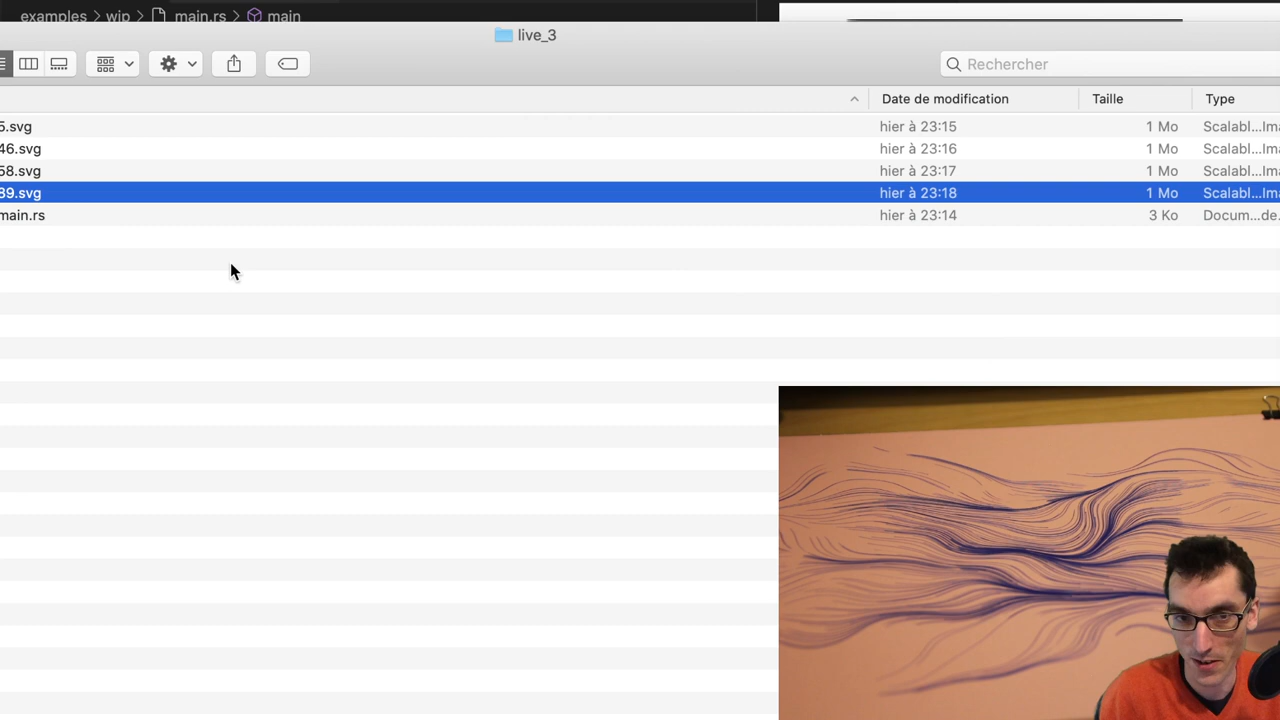 examples > wip > main.rs > main
live_3
Rechercher
Date de modification Taille Type
5.svg hier à 23:15 1 Mo Scalabl...Ima
46.svg hier à 23:16 1 Mo Scalabl...Ima
58.svg hier à 23:17 1 Mo Scalabl...Ima
89.svg hier à 23:18 1 Mo Scalabl...Ima
main.rs hier à 23:14 3 Ko Docum...de